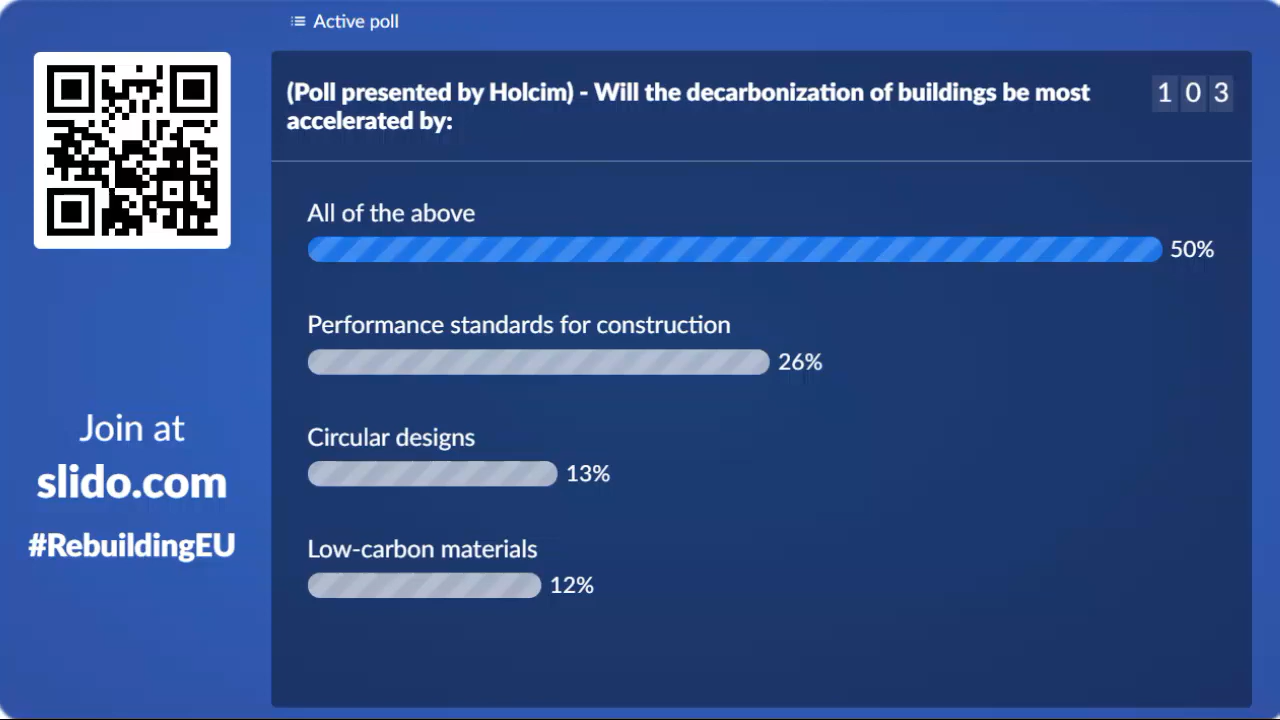 Active poll
(Poll presented by Holcim) - Will the decarbonization of buildings be most
accelerated by:
1 0 3
All of the above
50%
Performance standards for construction
26%
Circular designs
13%
Low-carbon materials
12%
Join at
slido.com
#RebuildingEU